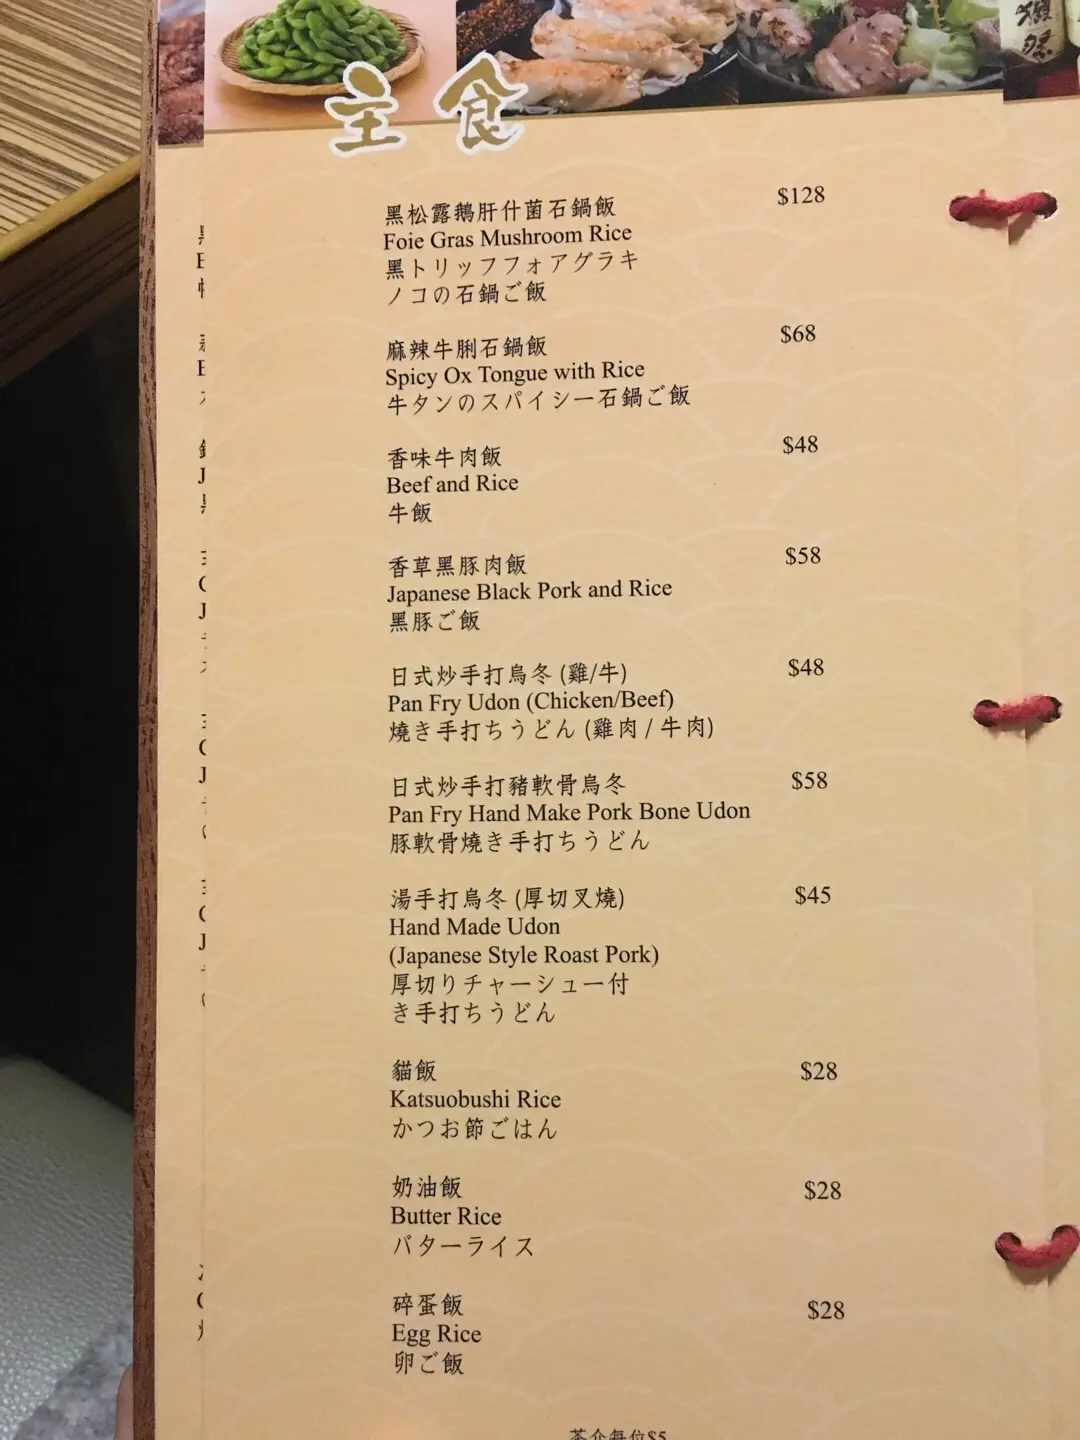 主食
黑松露鵝肝什菌石鍋飯 $128
Foie Gras Mushroom Rice
黑トリッフフォアグラキ
ノコの石鍋ご飯
麻辣牛脷石鍋飯 $68
Spicy Ox Tongue with Rice
牛タンのスパイシー石鍋ご飯
香味牛肉飯 $48
Beef and Rice
牛飯
香草黑豚肉飯 $58
Japanese Black Pork and Rice
黑豚ご飯
日式炒手打烏冬 (雞/牛) $48
Pan Fry Udon (Chicken/Beef)
燒き手打ちうどん (雞肉 / 牛肉)
日式炒手打豬軟骨烏冬 $58
Pan Fry Hand Make Pork Bone Udon
豚軟骨燒き手打ちうどん
湯手打烏冬 (厚切叉燒) $45
Hand Made Udon
(Japanese Style Roast Pork)
厚切りチャーシュー付
き手打ちうどん
貓飯 $28
Katsuobushi Rice
かつお節ごはん
奶油飯 $28
Butter Rice
バターライス
碎蛋飯 $28
Egg Rice
卵ご飯
茶介每位$5